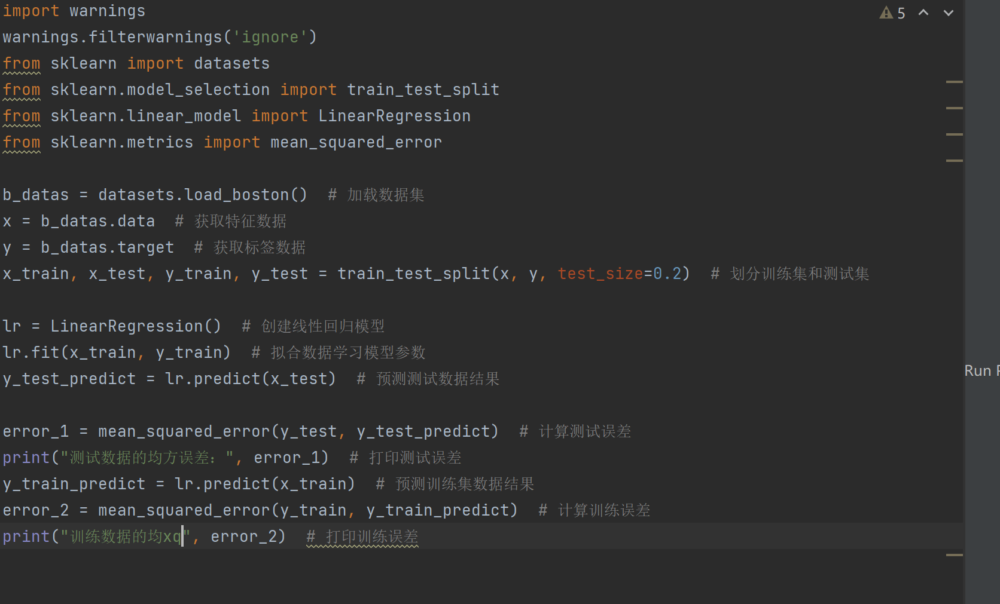 import warnings
5
warnings.filterwarnings('ignore')
from sklearn import datasets
from sklearn.model_selection import train_test_split
from sklearn.linear_model import LinearRegression
from sklearn.metrics import mean_squared_error
b_datas = datasets.load_boston()  # 加载数据集
x = b_datas.data  # 获取特征数据
y = b_datas.target  # 获取标签数据
x_train, x_test, y_train, y_test = train_test_split(x, y, test_size=0.2)  # 划分训练集和测试集
lr = LinearRegression()  # 创建线性回归模型
lr.fit(x_train, y_train)  # 拟合数据学习模型参数
y_test_predict = lr.predict(x_test)  # 预测测试数据结果
Run
error_1 = mean_squared_error(y_test, y_test_predict)  # 计算测试误差
print("测试数据的均方误差：", error_1)  # 打印测试误差
y_train_predict = lr.predict(x_train)  # 预测训练集数据结果
error_2 = mean_squared_error(y_train, y_train_predict)  # 计算训练误差
print("训练数据的均xq", error_2)  # 打印训练误差